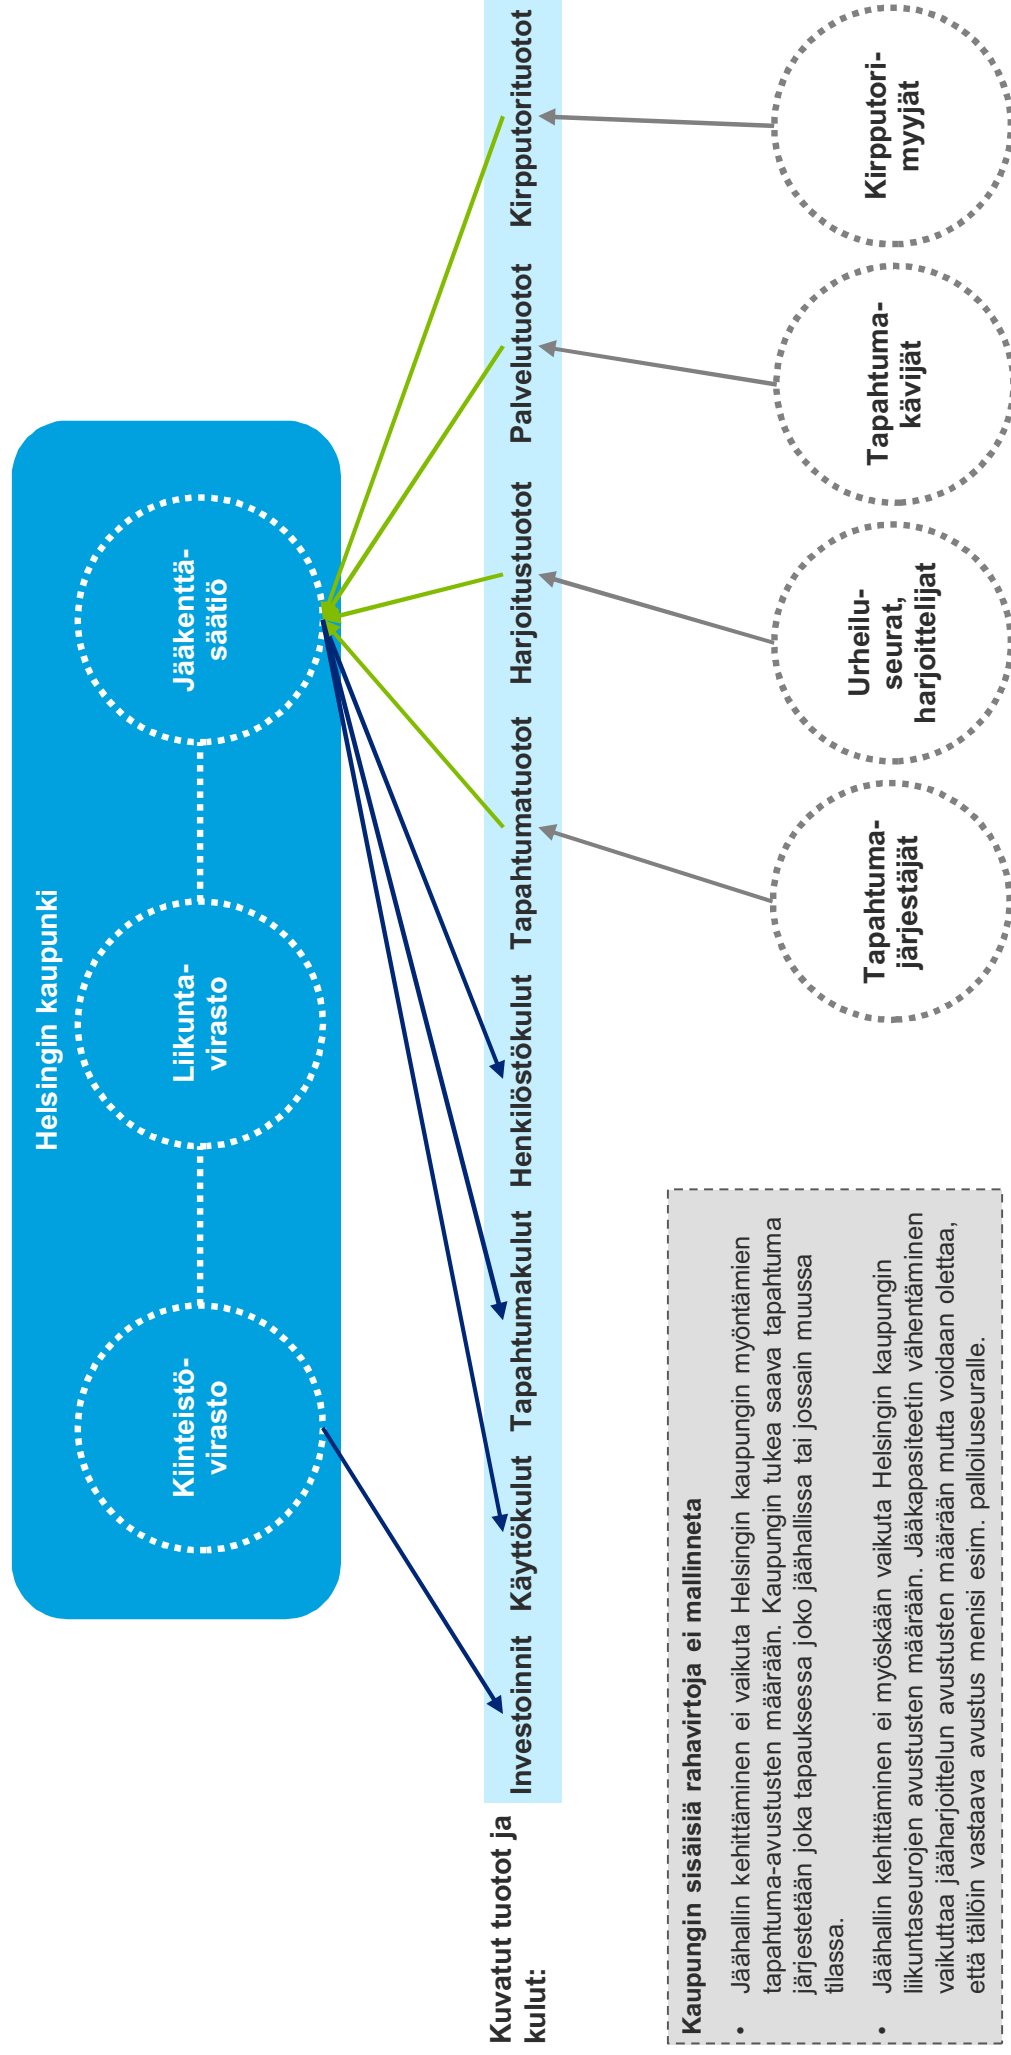 Helsingin kaupunki
Kiinteistö-
virasto
Liikunta-
virasto
Jääkenttä-
säätiö
Kuvatut tuotot ja
kulut:
Investoinnit
Käyttökulut
Tapahtumakulut
Henkilöstökulut
Tapahtumatuotot
Harjoitustuotot
Palvelutuotot
Kirpputorituotot
Kaupungin sisäisiä rahavirtoja ei mallinneta
• Jäähallin kehittäminen ei vaikuta Helsingin kaupungin myöntämien
tapahtuma-avustusten määrään. Kaupungin tukea saava tapahtuma
järjestetään joka tapauksessa joko jäähallissa tai jossain muussa
tilassa.
• Jäähallin kehittäminen ei myöskään vaikuta Helsingin kaupungin
liikuntaseurojen avustusten määrään. Jääkapasiteetin vähentäminen
vaikuttaa jääharjoittelun avustusten määrään mutta voidaan olettaa,
että tällöin vastaava avustus menisi esim. palloiluseuralle.
Tapahtuma-
järjestäjät
Urheilu-
seurat,
harjoittelijat
Tapahtuma-
kävijät
Kirpputori-
myyjät